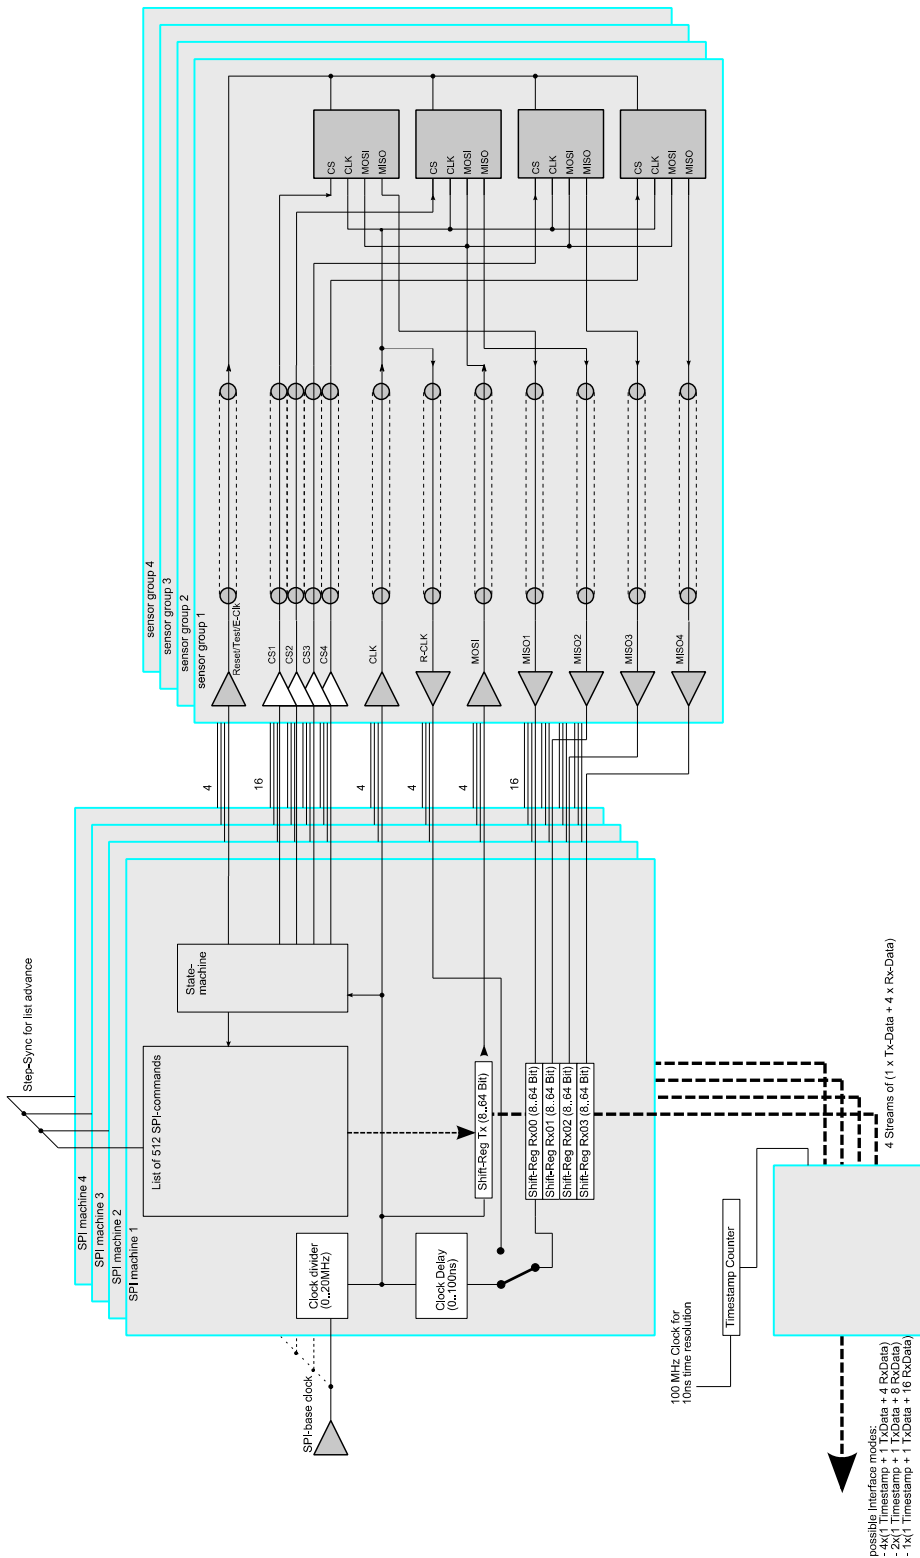 sensor group 4
sensor group 3
sensor group 2
sensor group 1
CS
CLK
MOSI
MISO
CS
CLK
MOSI
MISO
CS
CLK
MOSI
MISO
CS
CLK
MOSI
MISO
Reset/Test/E-Clk
CS1
CS2
CS3
CS4
CLK
R-CLK
MOSI
MISO1
MISO2
MISO3
MISO4
4
16
4
4
4
16
Step-Sync for list advance
SPI machine 4
SPI machine 3
SPI machine 2
SPI machine 1
State-
machine
List of 512 SPI-commands
Shift-Reg Tx (8..64 Bit)
Shift-Reg Rx00 (8..64 Bit)
Shift-Reg Rx01 (8..64 Bit)
Shift-Reg Rx02 (8..64 Bit)
Shift-Reg Rx03 (8..64 Bit)
Clock divider
(0..20MHz)
Clock Delay
(0..100ns)
SPI-base clock
4 Streams of (1 x Tx-Data + 4 x Rx-Data)
Timestamp Counter
100 MHz Clock for
10ns time resolution
possible Interface modes:
- 4x(1 Timestamp + 1 TxData + 4 RxData)
- 2x(1 Timestamp + 1 TxData + 8 RxData)
- 1x(1 Timestamp + 1 TxData + 16 RxData)